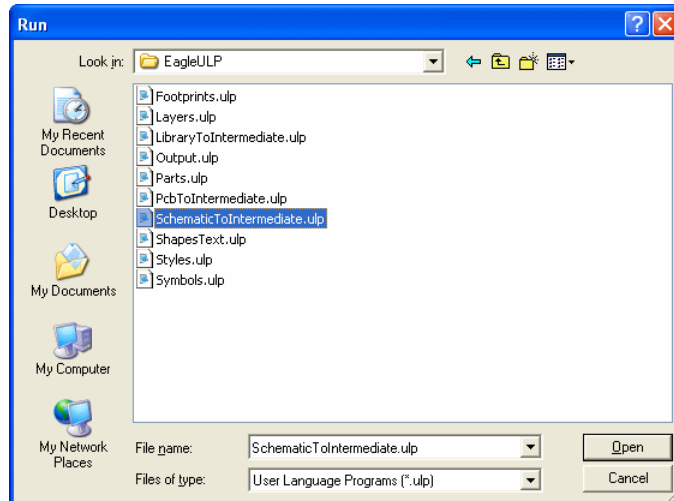 Run
Look in: EagleULP
My Recent
Documents
Desktop
My Documents
My Computer
My Network
Places
Footprints.ulp
Layers.ulp
LibraryToIntermediate.ulp
Output.ulp
Parts.ulp
PcbToIntermediate.ulp
SchematicToIntermediate.ulp
ShapesText.ulp
Styles.ulp
Symbols.ulp
File name: SchematicToIntermediate.ulp Open
Files of type: User Language Programs (*.ulp) Cancel